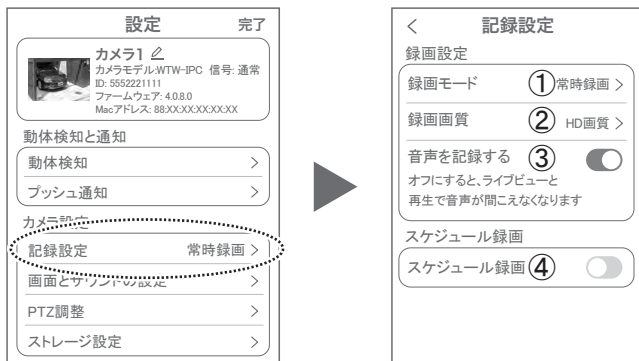 設定
完了
カメラ1
カメラモデル:WTW-IPC 信号: 通常
ID: 5552221111
ファームウェア: 4.0.8.0
Macアドレス: 88:XX:XX:XX:XX:XX
動体検知と通知
動体検知 >
プッシュ通知 >
カメラ設定
記録設定 常時録画 >
画面とサウンドの設定 >
PTZ調整 >
ストレージ設定 >
< 記録設定
録画設定
録画モード ① 常時録画 >
録画画質 ② HD画質 >
音声を記録する ③
オフにすると、ライブビューと
再生で音声が聞こえなくなります
スケジュール録画
スケジュール録画 ④